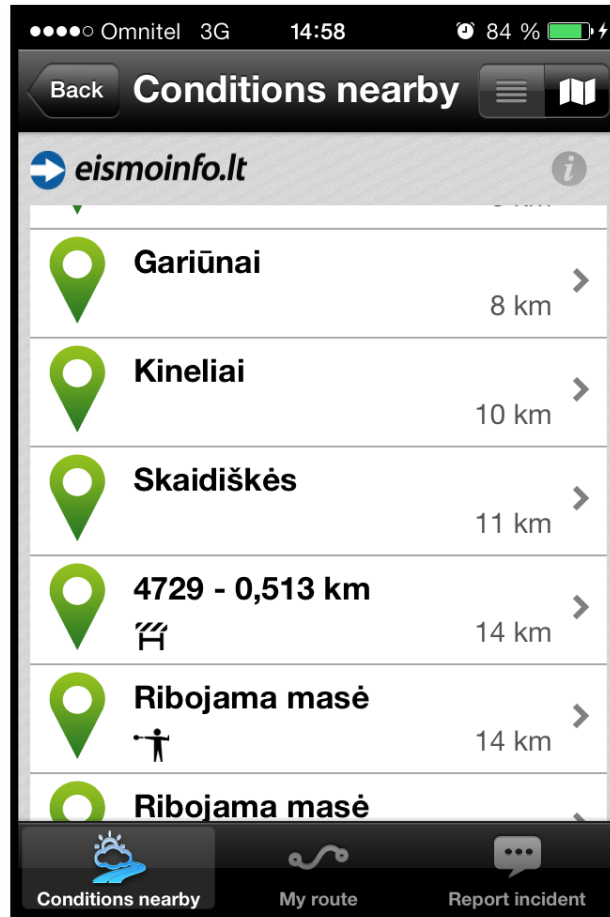 Omnitel 3G 14:58 84 %
Back Conditions nearby
eismoinfo.lt
Gariūnai
8 km
Kineliai
10 km
Skaidiškės
11 km
4729 - 0,513 km
14 km
Ribojama masė
14 km
Ribojama masė
Conditions nearby My route Report incident